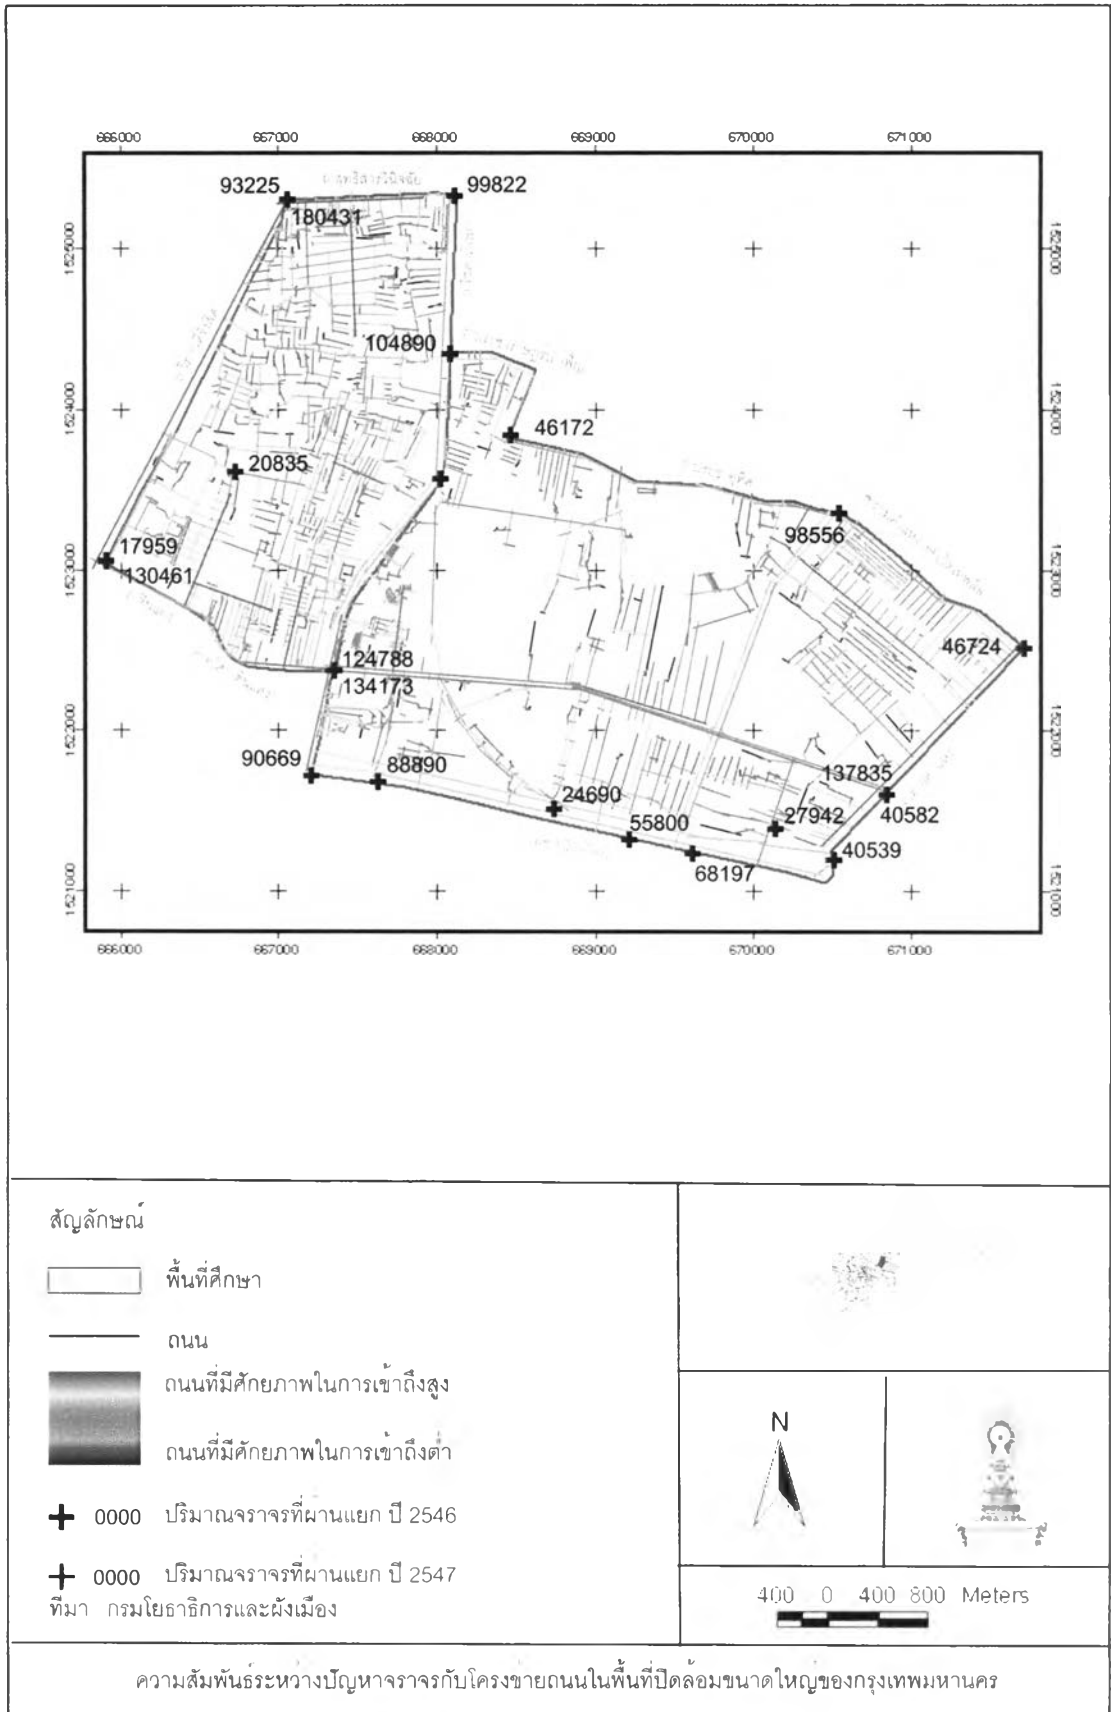 666000 667000 668000 669000 670000 671000
93225
99822
180431
1525000
1525000
104890
1524000
1524000
46172
20835
98556
17959
1523000
1523000
130461
46724
124788
134173
1522000
1522000
90669
88890
137835
24690
27942
40582
55800
40539
68197
1521000
1521000
666000 667000 668000 669000 670000 671000
สัญลักษณ์
พื้นที่ศึกษา
ถนน
ถนนที่มีศักยภาพในการเข้าถึงสูง
ถนนที่มีศักยภาพในการเข้าถึงต่ำ
0000 ปริมาณจราจรที่ผ่านแยก ปี 2546
0000 ปริมาณจราจรที่ผ่านแยก ปี 2547
ที่มา กรมโยธาธิการและผังเมือง
N
400 0 400 800 Meters
ความสัมพันธ์ระหว่างปัญหาจราจรกับโครงข่ายถนนในพื้นที่ปิดล้อมขนาดใหญ่ของกรุงเทพมหานคร